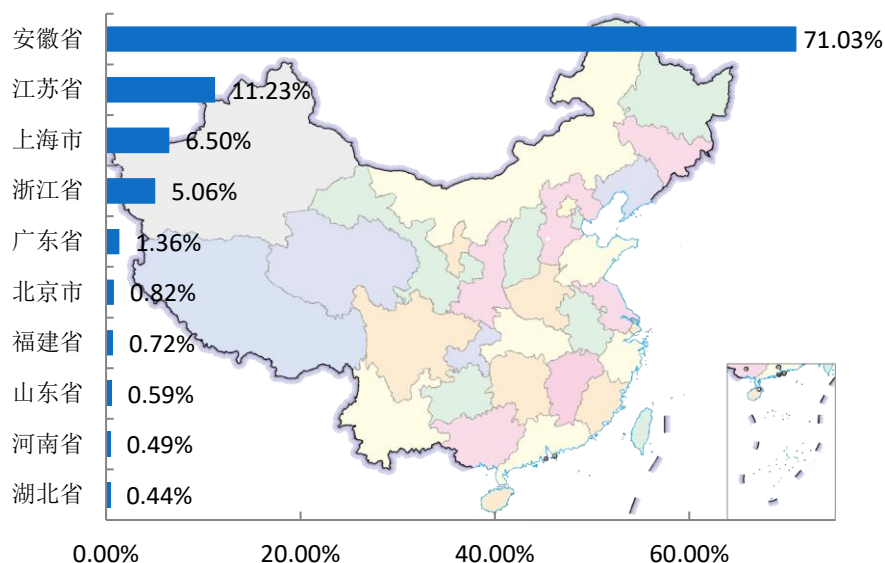 安徽省 71.03%
江苏省 11.23%
上海市 6.50%
浙江省 5.06%
广东省 1.36%
北京市 0.82%
福建省 0.72%
山东省 0.59%
河南省 0.49%
湖北省 0.44%
0.00% 20.00% 40.00% 60.00%